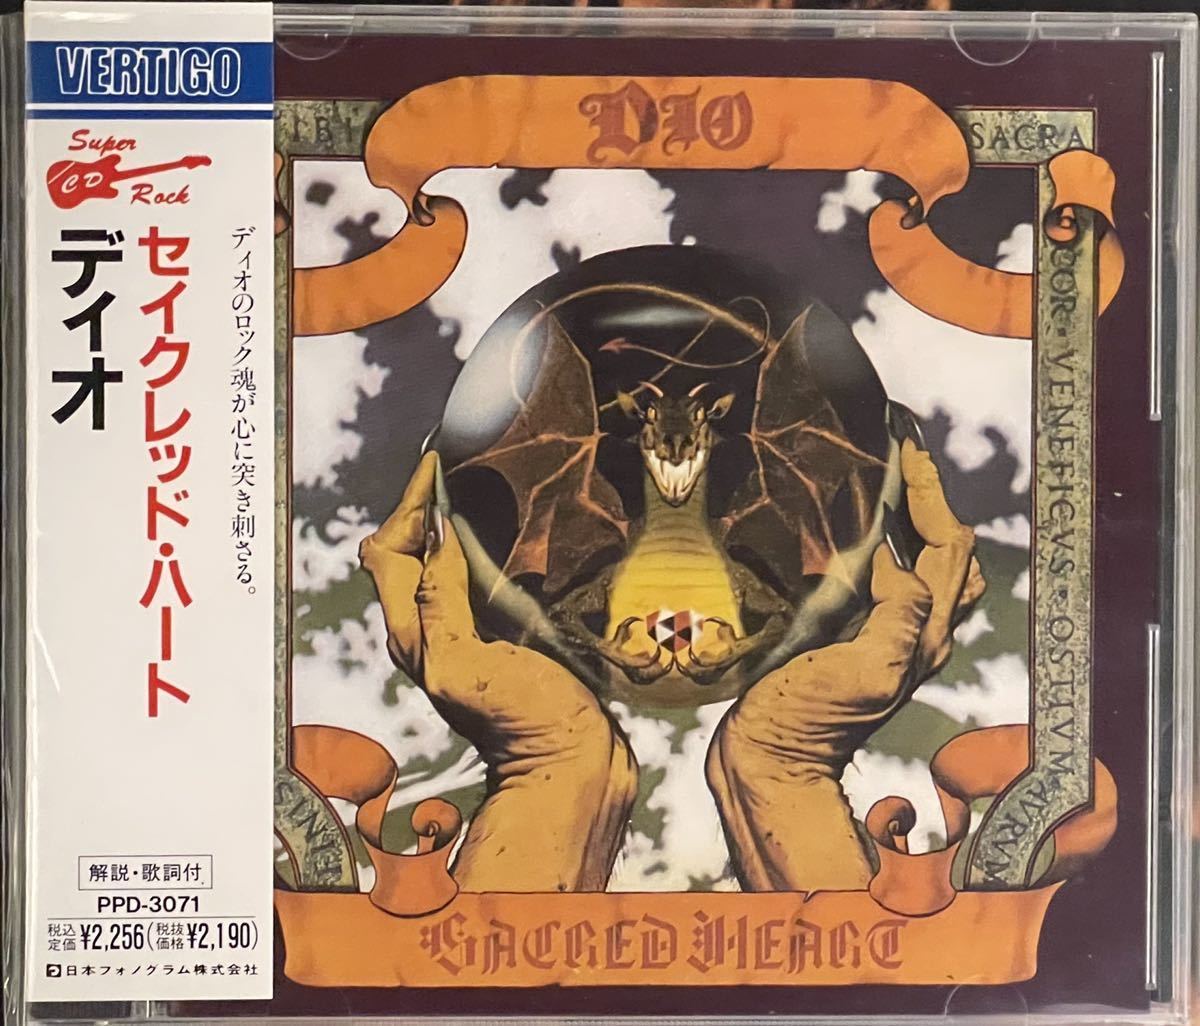 VERTIGO
Super
CD
Rock
セイクレッド・ハート
ディオ
ディオのロック魂が心に突き刺さる。
解説・歌詞付
PPD-3071
税込定価¥2,256(税抜価格¥2,190)
日本フォノグラム株式会社
DIO
IBI
SACRA
COR·VENEFICVS·OSTIVM
AVRVM
SACRED HEART